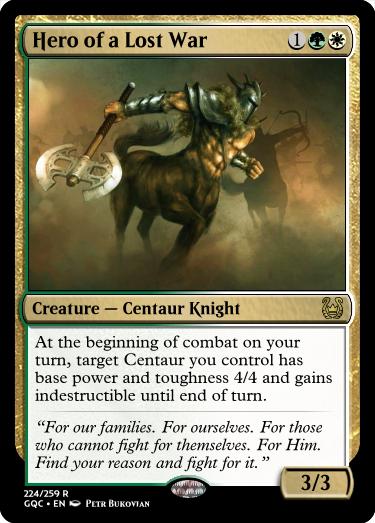 Hero of a Lost War 1
Creature — Centaur Knight
At the beginning of combat on your
turn, target Centaur you control has
base power and toughness 4/4 and gains
indestructible until end of turn.
“For our families. For ourselves. For those
who cannot fight for themselves. For Him.
Find your reason and fight for it.”
3/3
224/259 R
GQC • EN Petr Bukovian